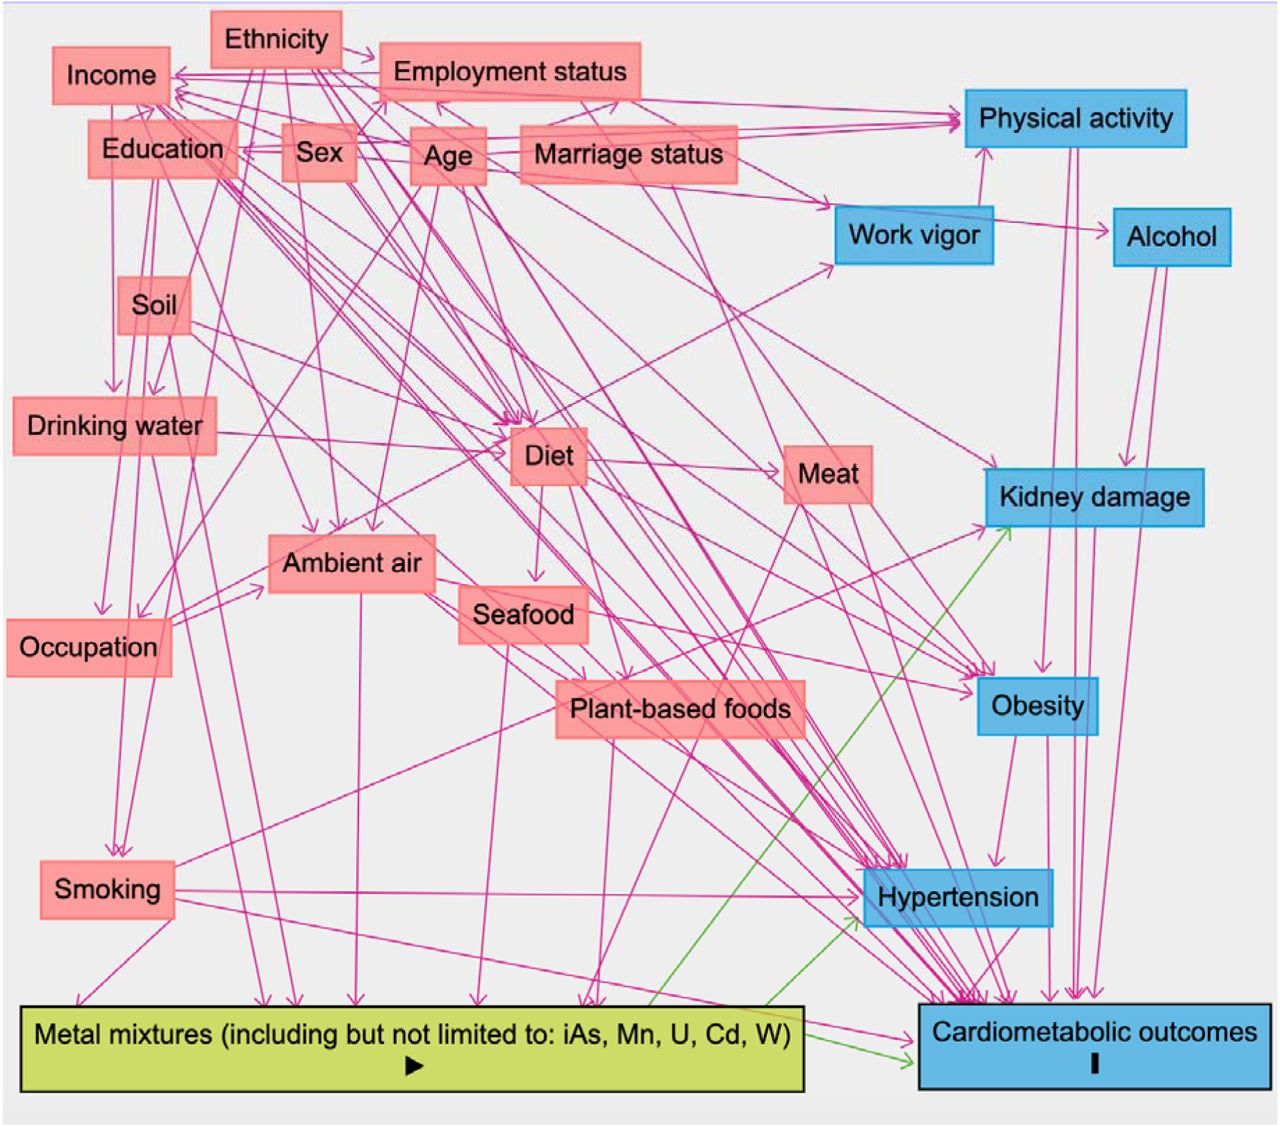 Ethnicity
Income
Employment status
Physical activity
Education
Sex
Age
Marriage status
Work vigor
Alcohol
Soil
Drinking water
Diet
Meat
Kidney damage
Ambient air
Seafood
Occupation
Plant-based foods
Obesity
Smoking
Hypertension
Metal mixtures (including but not limited to: iAs, Mn, U, Cd, W)
Cardiometabolic outcomes